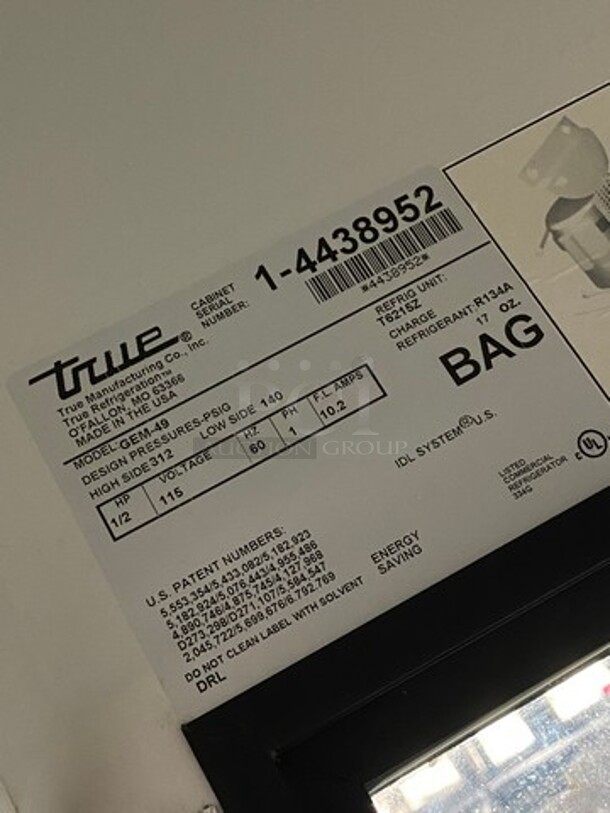 true®
True Manufacturing Co., Inc.
True Refrigeration™
O'FALLON, MO 63366
MADE IN THE USA
CABINET
SERIAL
NUMBER:
1-4438952
*4438952*
MODEL:GEM-49
DESIGN PRESSURES-PSIG
HIGH SIDE 312 LOW SIDE 140
REFRIG UNIT:
T6215Z
CHARGE
REFRIGERANT:R134A
17 OZ.
BAG
HP VOLTAGE HZ PH F.L. AMPS
1/2 115 60 1 10.2
IDL SYSTEM® U.S.
LISTED
COMMERCIAL
REFRIGERATOR
334G
c UL
U.S. PATENT NUMBERS:
5,553,354/5,433,082/5,182,923
5,182,924/5,076,443/4,955,486
4,890,746/4,875,745/4,127,968
D273,298/D271,107/5,584,547
2,045,722/5,699,676/6,792,769
DO NOT CLEAN LABEL WITH SOLVENT
DRL
ENERGY
SAVING
AUCTION GROUP